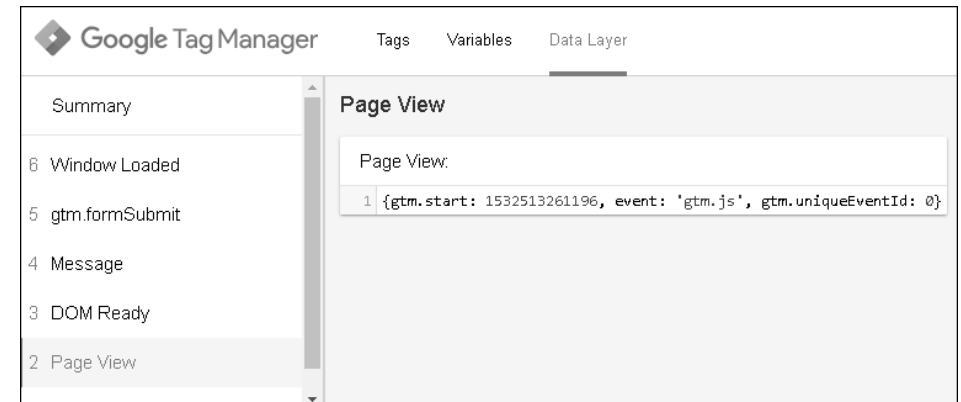 Google Tag Manager Tags Variables Data Layer
Summary
6 Window Loaded
5 gtm.formSubmit
4 Message
3 DOM Ready
2 Page View
Page View
Page View:
1 {gtm.start: 1532513261196, event: 'gtm.js', gtm.uniqueEventId: 0}